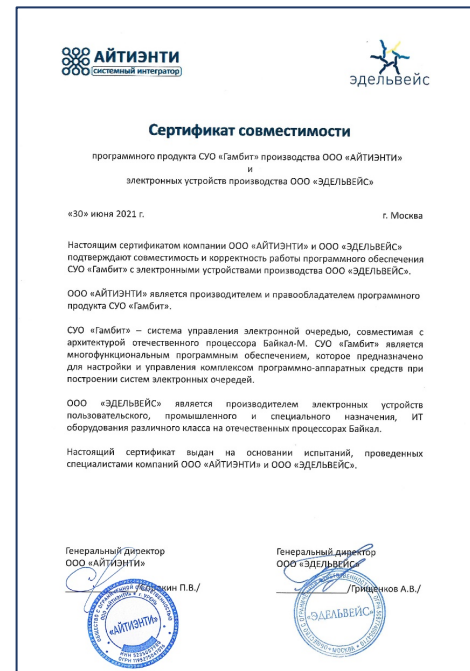 АЙТИЭНТИ
системный интегратор
эдельвейс
Сертификат совместимости
программного продукта СУО «Гамбит» производства ООО «АЙТИЭНТИ»
и
электронных устройств производства ООО «ЭДЕЛЬВЕЙС»
«30» июня 2021 г. г. Москва
Настоящим сертификатом компании ООО «АЙТИЭНТИ» и ООО «ЭДЕЛЬВЕЙС»
подтверждают совместимость и корректность работы программного обеспечения
СУО «Гамбит» с электронными устройствами производства ООО «ЭДЕЛЬВЕЙС».
ООО «АЙТИЭНТИ» является производителем и правообладателем программного
продукта СУО «Гамбит».
СУО «Гамбит» – система управления электронной очередью, совместимая с
архитектурой отечественного процессора Байкал-М. СУО «Гамбит» является
многофункциональным программным обеспечением, которое предназначено
для настройки и управления комплексом программно-аппаратных средств при
построении систем электронных очередей.
ООО «ЭДЕЛЬВЕЙС» является производителем электронных устройств
пользовательского, промышленного и специального назначения, ИТ
оборудования различного класса на отечественных процессорах Байкал.
Настоящий сертификат выдан на основании испытаний, проведенных
специалистами компаний ООО «АЙТИЭНТИ» и ООО «ЭДЕЛЬВЕЙС».
Генеральный директор Генеральный директор
ООО «АЙТИЭНТИ» ООО «ЭДЕЛЬВЕЙС»
П.В./ /Грищенков А.В./
«АЙТИЭНТИ» «ЭДЕЛЬВЕЙС»